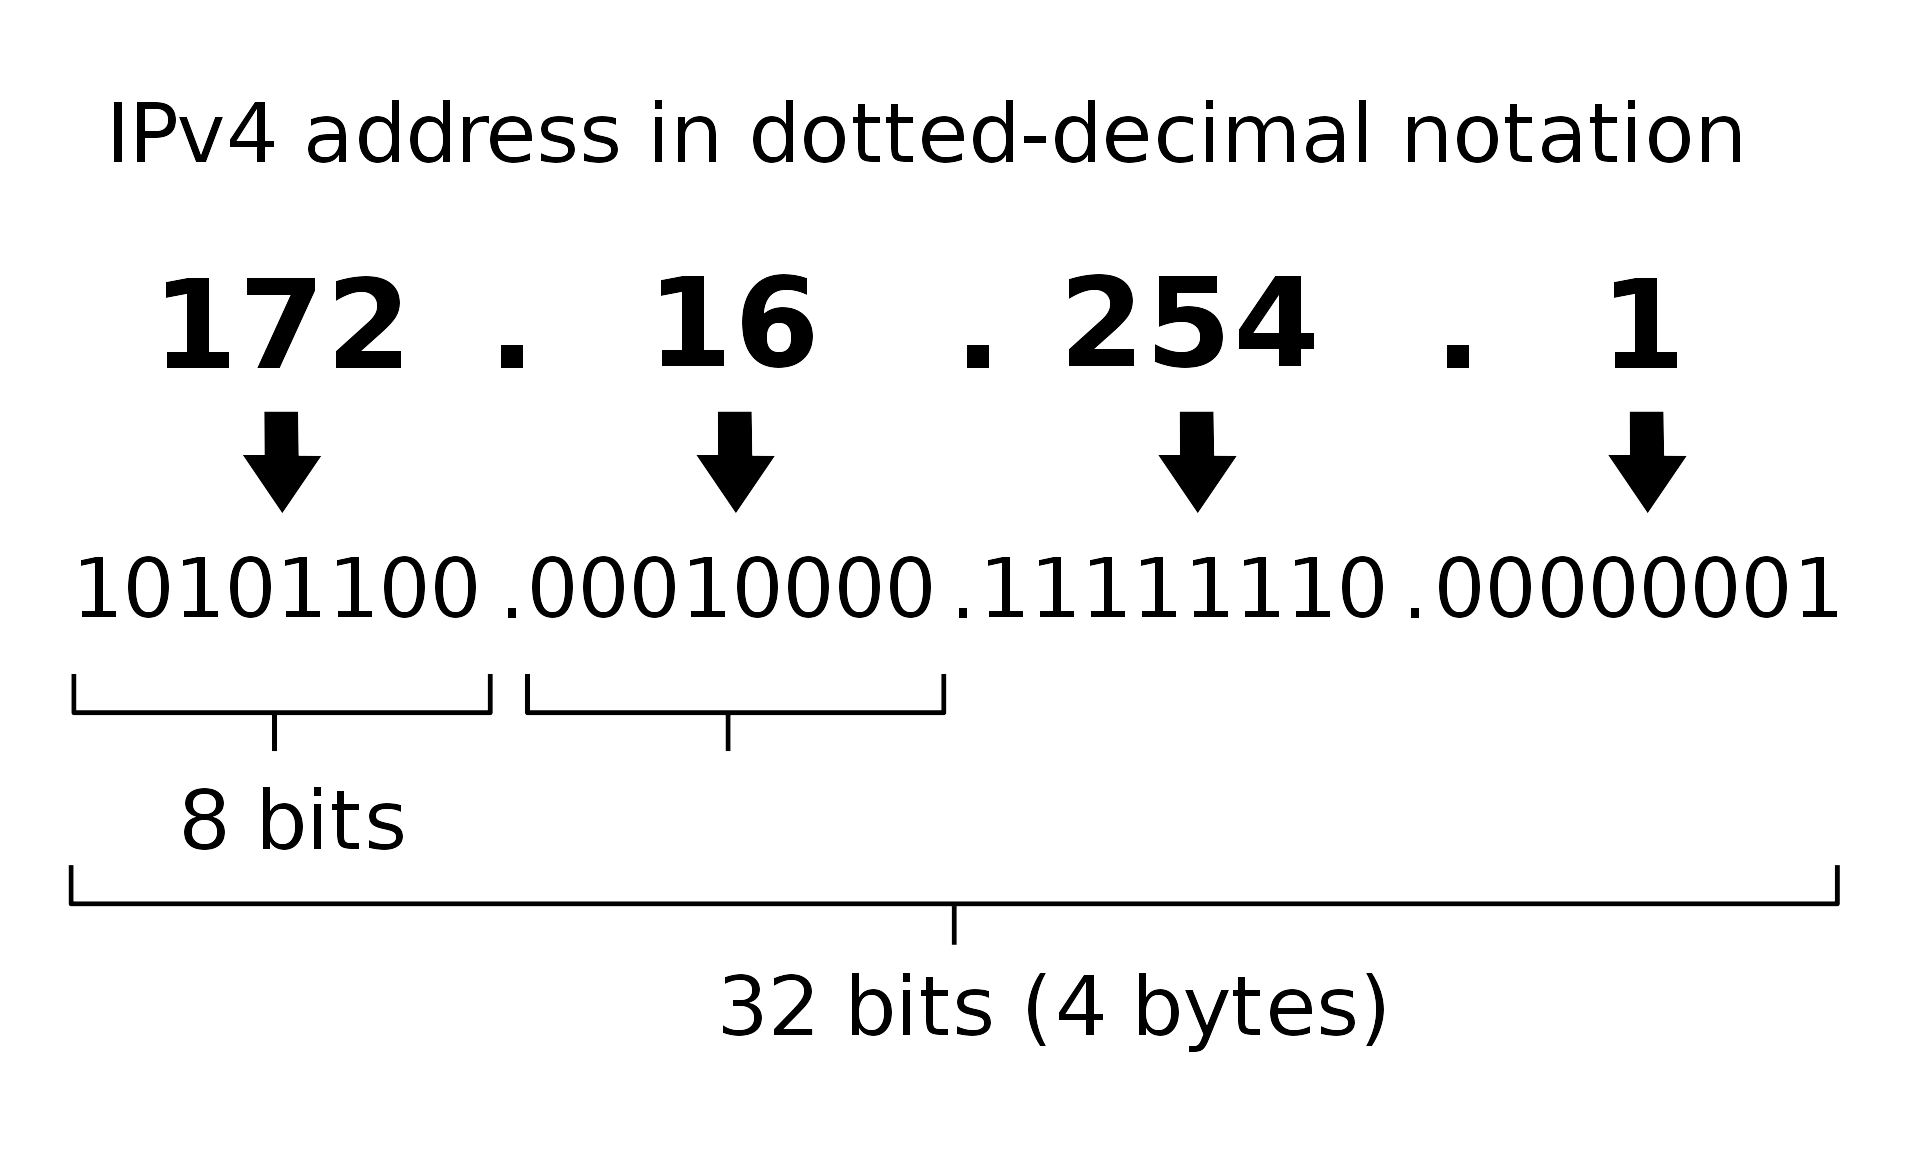 IPv4 address in dotted-decimal notation
172 . 16 . 254 . 1
10101100 .00010000 .11111110 .00000001
8 bits
32 bits (4 bytes)